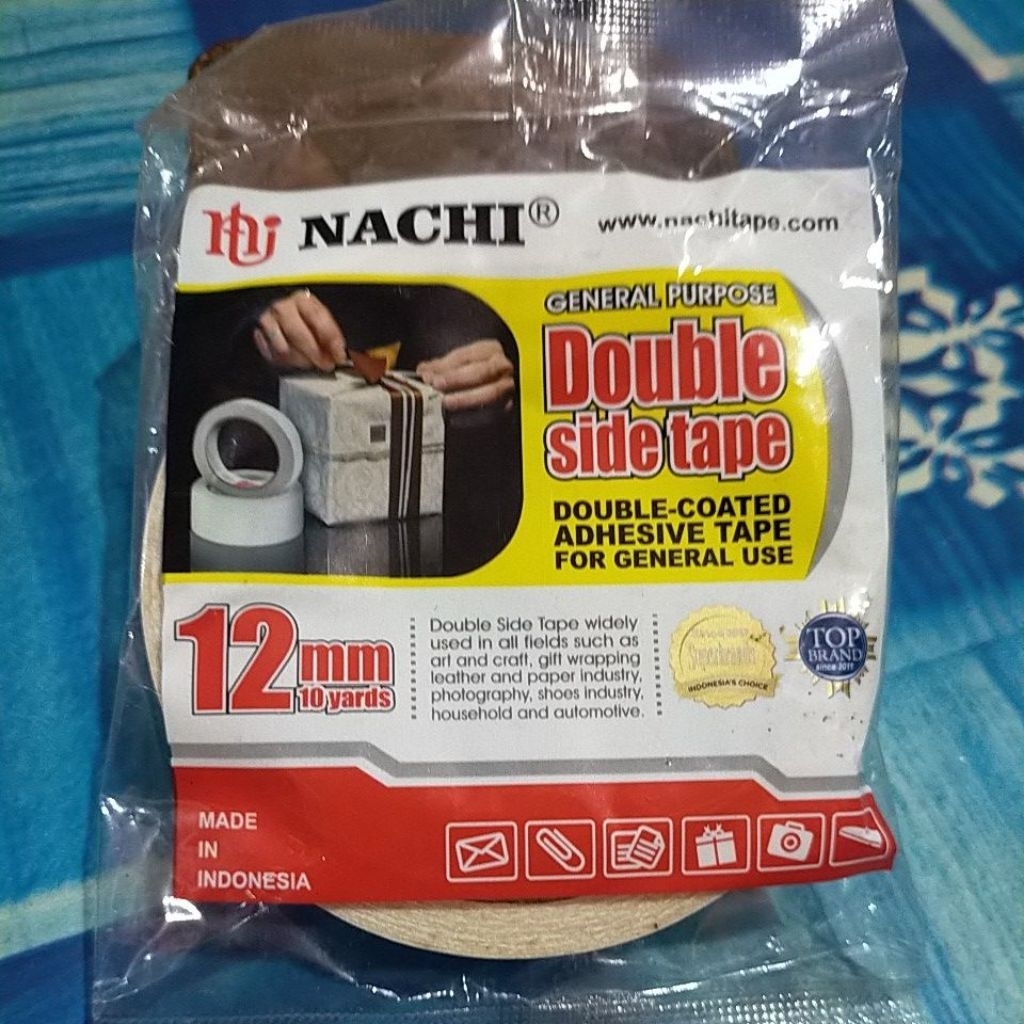 NACHI®
www.nachitape.com
GENERAL PURPOSE
Double
side tape
DOUBLE-COATED
ADHESIVE TAPE
FOR GENERAL USE
12mm
10 yards
Double Side Tape widely
used in all fields such as
art and craft, gift wrapping
leather and paper industry,
photography, shoes industry,
household and automotive.
Superbrands
INDONESIA'S CHOICE
TOP
BRAND
since 2011
MADE
IN
INDONESIA